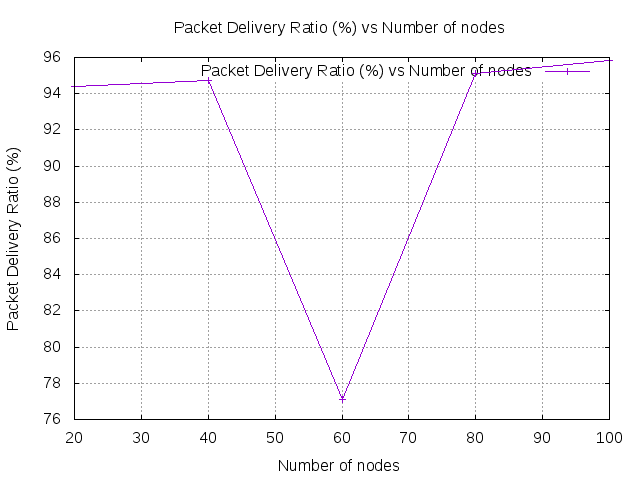 Packet Delivery Ratio (%) vs Number of nodes
96
Packet Delivery Ratio (%) vs Number of nodes
94
92
90
88
86
84
82
80
78
76
Packet Delivery Ratio (%)
20 30 40 50 60 70 80 90 100
Number of nodes